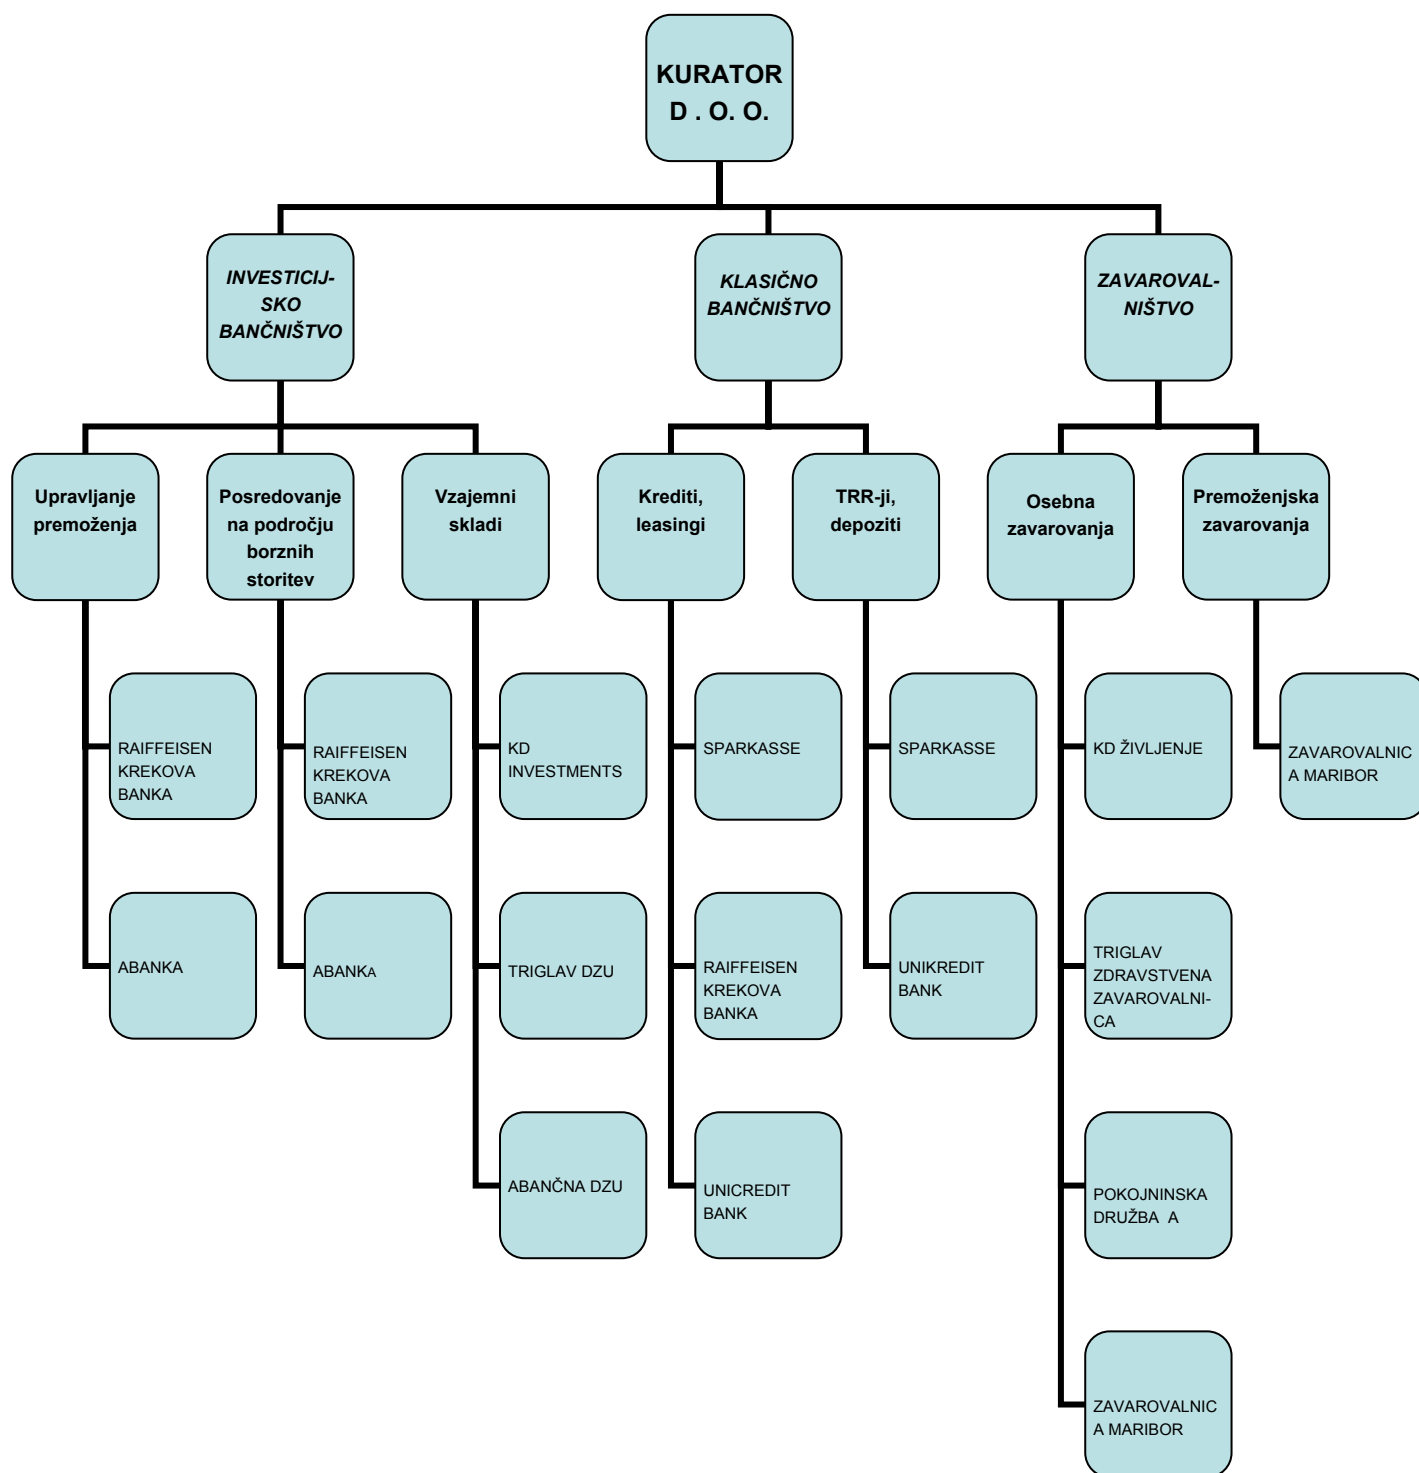 KURATOR
D . O. O.
INVESTICIJ-
SKO
BANČNIŠTVO
KLASIČNO
BANČNIŠTVO
ZAVAROVAL-
NIŠTVO
Upravljanje
premoženja
Posredovanje
na področju
borznih
storitev
Vzajemni
skladi
Krediti,
leasingi
TRR-ji,
depoziti
Osebna
zavarovanja
Premoženjska
zavarovanja
RAIFFEISEN
KREKOVA
BANKA
RAIFFEISEN
KREKOVA
BANKA
KD
INVESTMENTS
SPARKASSE
SPARKASSE
KD ŽIVLJENJE
ZAVAROVALNIC
A MARIBOR
ABANKA
ABANKA
TRIGLAV DZU
RAIFFEISEN
KREKOVA
BANKA
UNIKREDIT
BANK
TRIGLAV
ZDRAVSTVENA
ZAVAROVALNI-
CA
ABANČNA DZU
UNICREDIT
BANK
POKOJNINSKA
DRUŽBA  A
ZAVAROVALNIC
A MARIBOR